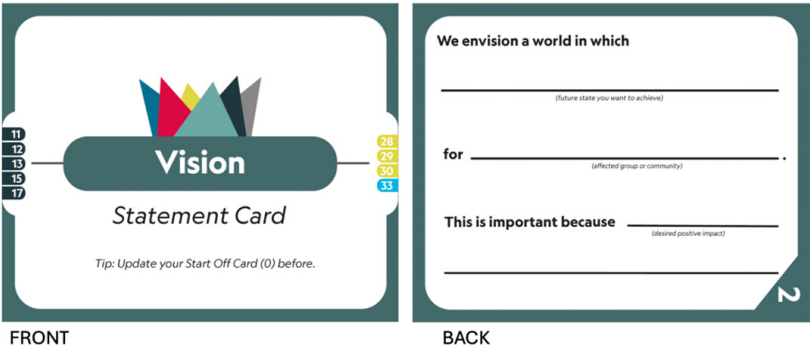 11
12
13
15
17
Vision
28
29
30
33
Statement Card
Tip: Update your Start Off Card (0) before.
FRONT
We envision a world in which
(future state you want to achieve)
for .
(affected group or community)
This is important because
(desired positive impact)
2
BACK